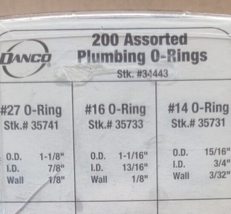 200 Assorted
DANCO Plumbing O-Rings
Stk. #34443
#27 O-Ring #16 O-Ring #14 O-Ring
Stk.# 35741 Stk.# 35733 Stk.# 35731
O.D. 1-1/8" O.D. 1-1/16" O.D. 15/16"
I.D. 7/8" I.D. 13/16" I.D. 3/4"
Wall 1/8" Wall 1/8" Wall 3/32"